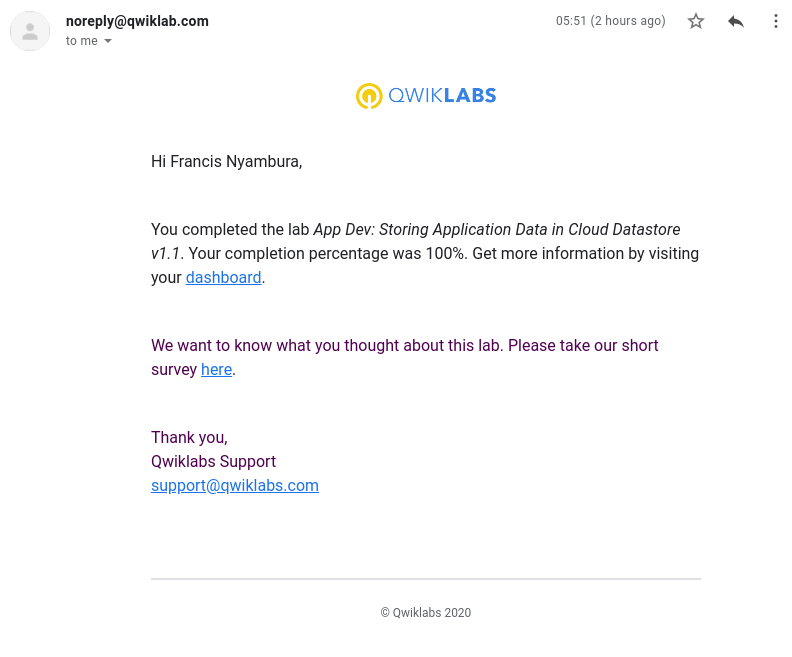 noreply@qwiklab.com
05:51 (2 hours ago)
to me
QWIKLABS
Hi Francis Nyambura,
You completed the lab App Dev: Storing Application Data in Cloud Datastore
v1.1. Your completion percentage was 100%. Get more information by visiting
your dashboard.
We want to know what you thought about this lab. Please take our short
survey here.
Thank you,
Qwiklabs Support
support@qwiklabs.com
© Qwiklabs 2020